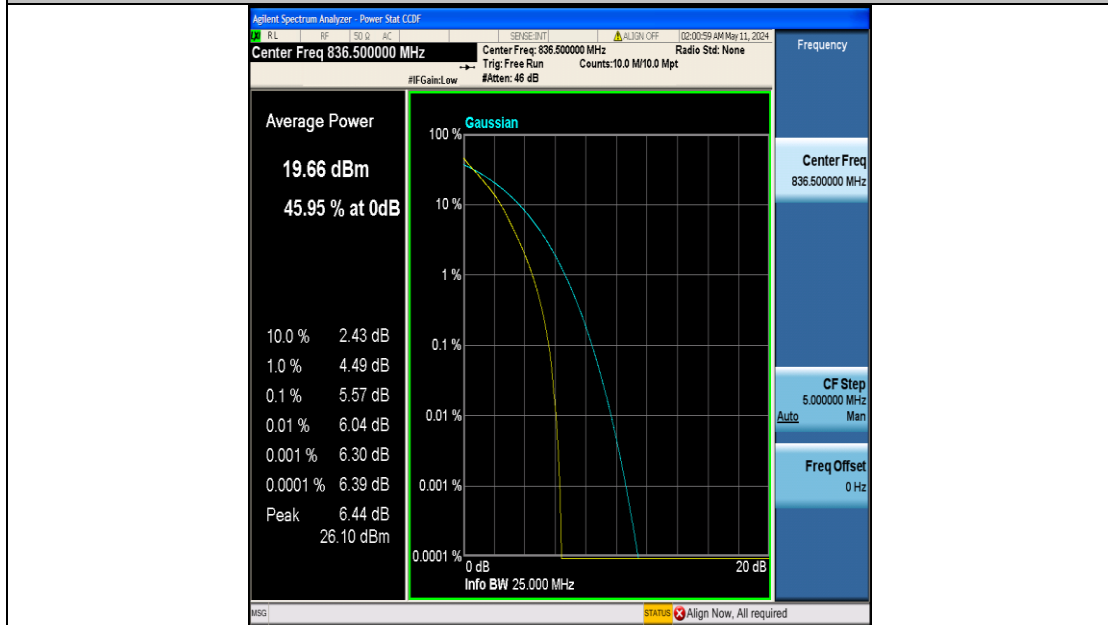 Agilent Spectrum Analyzer - Power Stat CCDF
RL RF 50 Ω AC SENSE:INT ALIGN OFF 02:00:59 AM May 11, 2024
Center Freq 836.500000 MHz
Center Freq: 836.500000 MHz Radio Std: None
Trig: Free Run Counts:10.0 M/10.0 Mpt
#IFGain:Low #Atten: 46 dB
Frequency
Average Power
19.66 dBm
45.95 % at 0dB
10.0 % 2.43 dB
1.0 % 4.49 dB
0.1 % 5.57 dB
0.01 % 6.04 dB
0.001 % 6.30 dB
0.0001 % 6.39 dB
Peak 6.44 dB
26.10 dBm
Gaussian
100 %
10 %
1 %
0.1 %
0.01 %
0.001 %
0.0001 %
0 dB 20 dB
Info BW 25.000 MHz
Center Freq
836.500000 MHz
CF Step
5.000000 MHz
Auto Man
Freq Offset
0 Hz
MSG STATUS Align Now, All required